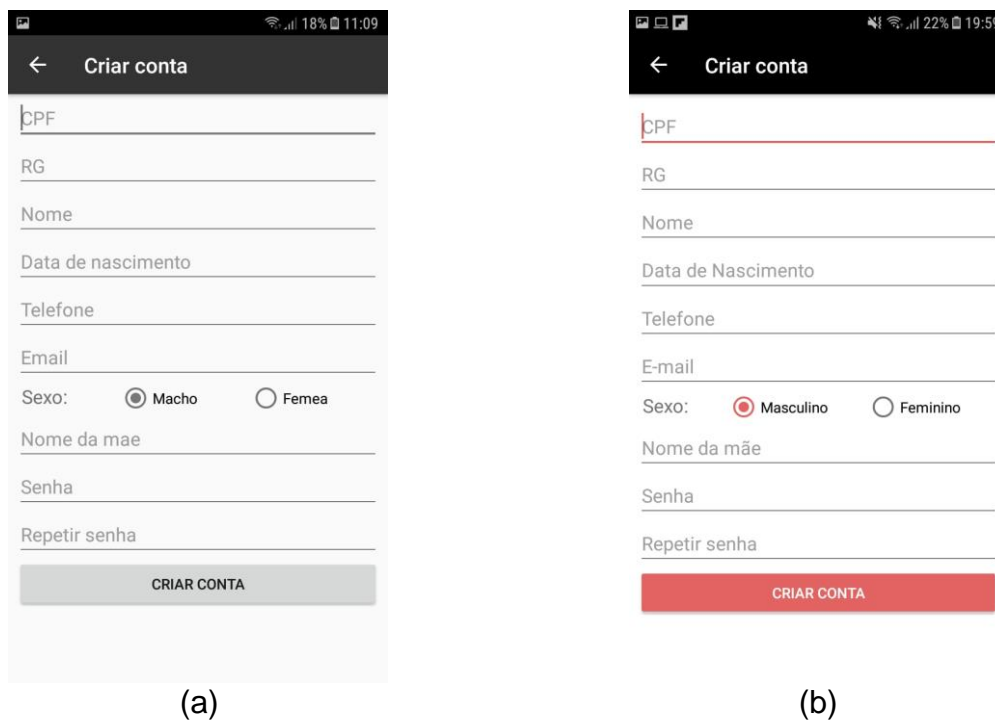 18% 11:09
Criar conta
CPF
RG
Nome
Data de nascimento
Telefone
Email
Sexo: Macho Femea
Nome da mae
Senha
Repetir senha
CRIAR CONTA
(a)
22% 19:59
Criar conta
CPF
RG
Nome
Data de Nascimento
Telefone
E-mail
Sexo: Masculino Feminino
Nome da mãe
Senha
Repetir senha
CRIAR CONTA
(b)